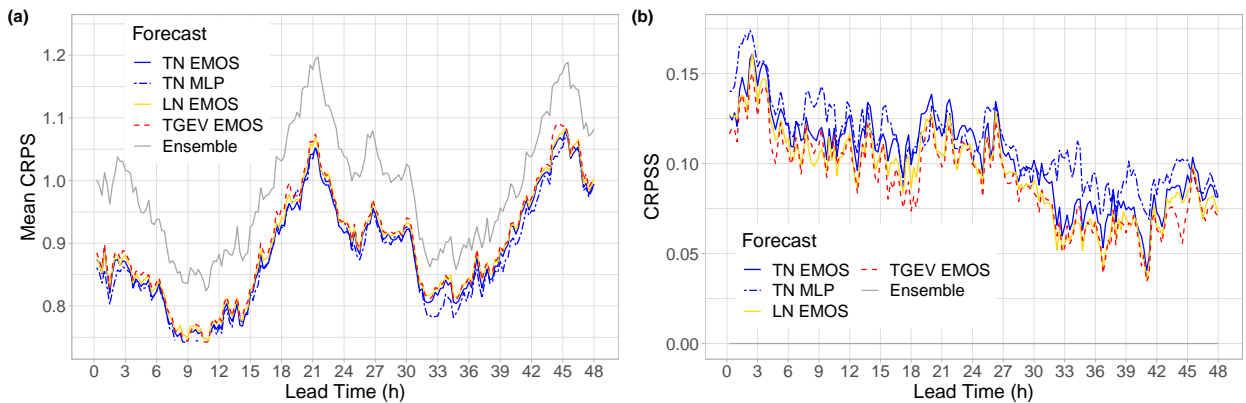 (a)
Forecast
TN EMOS
TN MLP
LN EMOS
TGEV EMOS
Ensemble
Mean CRPS
1.2
1.1
1.0
0.9
0.8
0 3 6 9 12 15 18 21 24 27 30 33 36 39 42 45 48
Lead Time (h)
(b)
CRPSS
0.15
0.10
0.05
0.00
Forecast
TN EMOS TGEV EMOS
TN MLP Ensemble
LN EMOS
0 3 6 9 12 15 18 21 24 27 30 33 36 39 42 45 48
Lead Time (h)